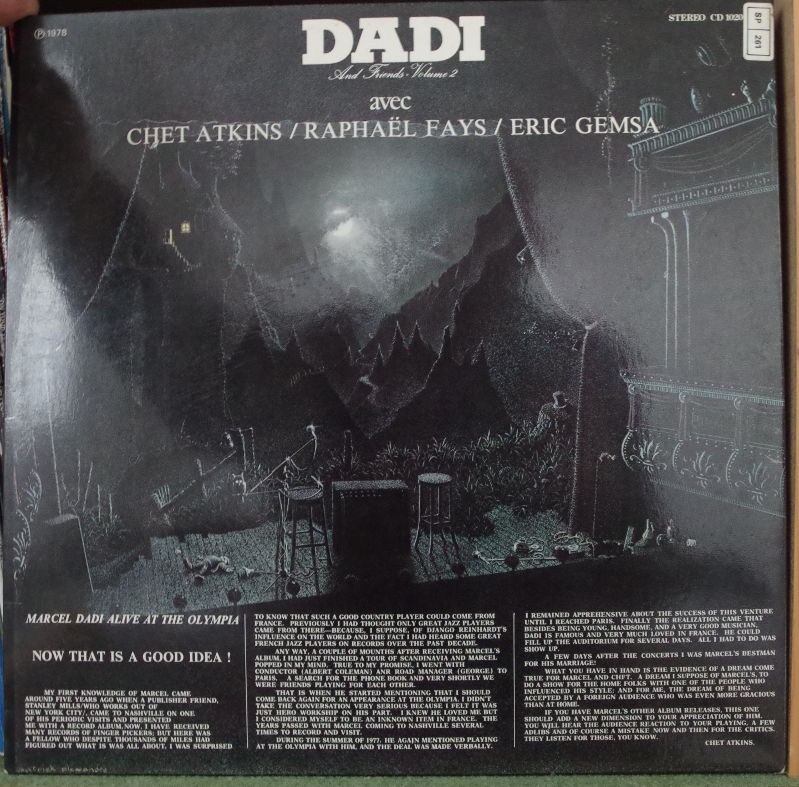 ℗ 1978
DADI
And Friends - Volume 2
STEREO CD 1020
SP 261
avec
CHET ATKINS / RAPHAËL FAYS / ERIC GEMSA
MARCEL DADI ALIVE AT THE OLYMPIA
NOW THAT IS A GOOD IDEA !
MY FIRST KNOWLEDGE OF MARCEL CAME
AROUND FIVE YEARS AGO WHEN A PUBLISHER FRIEND,
STANLEY MILLS/WHO WORKS OUT OF
NEW YORK CITY, CAME TO NASHVILLE ON ONE
OF HIS PERIODIC VISITS AND PRESENTED
ME WITH A RECORD ALBUM.NOW, I HAVE RECEIVED
MANY RECORDS OF FINGER PICKERS; BUT HERE WAS
A FELLOW WHO DESPITE THOUSANDS OF MILES HAD
FIGURED OUT WHAT IS WAS ALL ABOUT. I WAS SURPRISED
TO KNOW THAT SUCH A GOOD COUNTRY PLAYER COULD COME FROM
FRANCE. PREVIOUSLY I HAD THOUGHT ONLY GREAT JAZZ PLAYERS
CAME FROM THERE—BECAUSE, I SUPPOSE, OF DJANGO REINHARDT'S
INFLUENCE ON THE WORLD AND THE FACT I HAD HEARD SOME GREAT
FRENCH JAZZ PLAYERS ON RECORDS OVER THE PAST DECADE.
ANY WAY, A COUPLE OF MOUNTHS AFTER RECEIVING MARCEL'S
ALBUM, I HAD JUST FINISHED A TOUR OF SCANDINAVIA AND MARCEL
POPPED IN MY MIND. TRUE TO MY PROMISE, I WENT WITH
CONDUCTOR (ALBERT COLEMAN) ANR ROAD MANAGER (GEORGE) TO
PARIS. A SEARCH FOR THE PHONE BOOK AND VERY SHORTLY WE
WERE FRIENDS PLAYING FOR EACH OTHER.
THAT IS WHEN HE STARTED MENTIONING THAT I SHOULD
COME BACK AGAIN FOR AN APPEARANCE AT THE OLYMPIA. I DIDN'T
TAKE THE CONVERSATION VERY SERIOUS BECAUSE I FELT IT WAS
JUST HERO WORKSHIP ON HIS PART. I KNEW HE LOVED ME BUT
I CONSIDERED MYSELF TO BE AN INKNOWN ITEM IN FRANCE. THE
YEARS PASSED WITH MARCEL COMING TO NASHVILLE SEVERAL
TIMES TO RECORD AND VISIT.
DURING THE SUMMER OF 1977, HE AGAIN MENTIONED PLAYING
AT THE OLYMPIA WITH HIM, AND THE DEAL WAS MADE VERBALLY.
I REMAINED APPREHENSIVE ABOUT THE SUCCESS OF THIS VENTURE
UNTIL I REACHED PARIS. FINALLY THE REALIZATION CAME THAT
BESIDES BEING YOUNG, HANDSOME, AND A VERY GOOD MUSICIAN,
DADI IS FAMOUS AND VERY MUCH LOVED IN FRANCE. HE COULD
FILL UP THE AUDITORIUM FOR SEVERAL DAYS. ALL I HAD TO DO WAS
SHOW UP.
A FEW DAYS AFTER THE CONCERTS I WAS MARCEL'S BESTMAN
FOR HIS MARRIAGE!
WHAT YOU HAVE IN HAND IS THE EVIDENCE OF A DREAM COME
TRUE FOR MARCEL AND CHET. A DREAM I SUPPOSE OF MARCEL'S, TO
DO A SHOW FOR THE HOME FOLKS WITH ONE OF THE PEOPLE WHO
INFLUENCED HIS STYLE; AND FOR ME, THE DREAM OF BEING
ACCEPTED BY A FOREIGN AUDIENCE WHO WAS EVEN MORE GRACIOUS
THAN AT HOME.
IF YOU HAVE MARCEL'S OTHER ALBUM RELEASES, THIS ONE
SHOULD ADD A NEW DIMENSION TO YOUR APPRECIATION OF HIM.
YOU WILL HEAR THE AUDIENCE REACTION TO YOUR PLAYING, A FEW
ADLIBS AND OF COURSE A MISTAKE NOW AND THEN FOR THE CRITICS.
THEY LISTEN FOR THOSE, YOU KNOW.
CHET ATKINS.